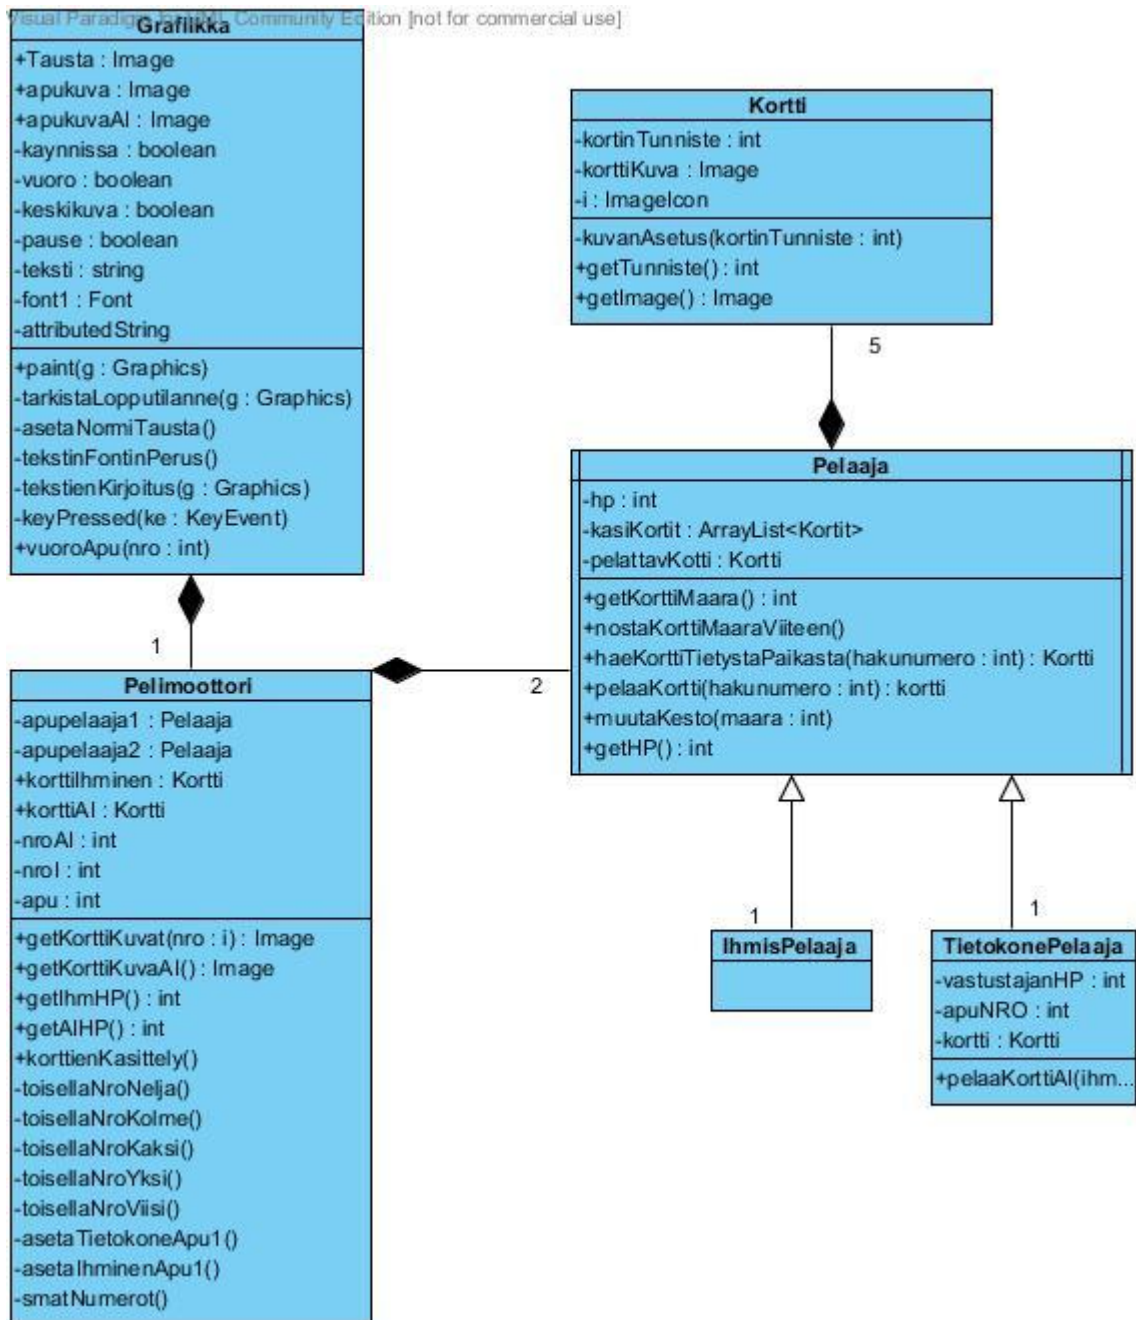 Visual Paradigm for UML Community Edition [not for commercial use]
Grafiikka
+Tausta : Image
+apukuva : Image
+apukuvaAI : Image
-kaynnissa : boolean
-vuoro : boolean
-keskikuva : boolean
-pause : boolean
-teksti : string
-font1 : Font
-attributedString
+paint(g : Graphics)
-tarkistaLopputilanne(g : Graphics)
-asetaNormiTausta()
-tekstinFontinPerus()
-tekstienKirjoitus(g : Graphics)
-keyPressed(ke : KeyEvent)
+vuoroApu(nro : int)
1
Kortti
-kortinTunniste : int
-korttiKuva : Image
-i : ImageIcon
-kuvanAsetus(kortinTunniste : int)
+getTunniste() : int
+getImage() : Image
5
Pelaaja
-hp : int
-kasiKortit : ArrayList<Kortit>
-pelattavKotti : Kortti
+getKorttiMaara() : int
+nostaKorttiMaaraViiteen()
+haeKorttiTietystaPaikasta(hakunumero : int) : Kortti
+pelaaKortti(hakunumero : int) : kortti
+muutaKesto(maara : int)
+getHP() : int
2
Pelimoottori
-apupelaaja1 : Pelaaja
-apupelaaja2 : Pelaaja
+korttiIhminen : Kortti
+korttiAI : Kortti
-nroAI : int
-nroI : int
-apu : int
+getKorttiKuvat(nro : i) : Image
+getKorttiKuvaAI() : Image
+getIhmHP() : int
+getAIHP() : int
+korttienKasittely()
-toisellaNroNelja()
-toisellaNroKolme()
-toisellaNroKaksi()
-toisellaNroYksi()
-toisellaNroViisi()
-asetaTietokoneApu1()
-asetaIhminenApu1()
-smatNumerot()
1
IhmisPelaaja
1
TietokonePelaaja
-vastustajanHP : int
-apuNRO : int
-kortti : Kortti
+pelaaKorttiAI(ihm...